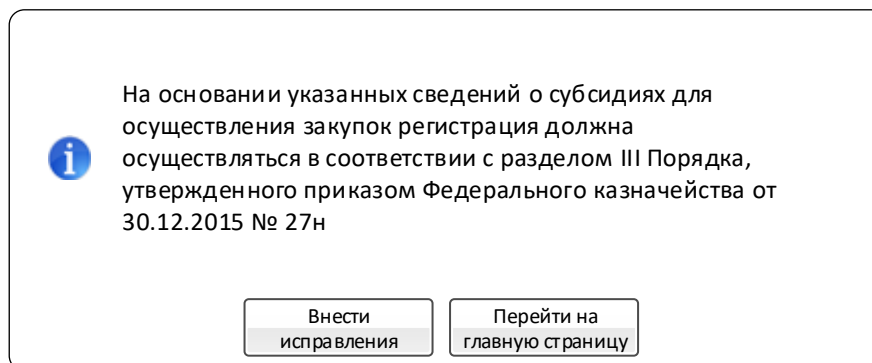 На основании указанных сведений о субсидиях для
осуществления закупок регистрация должна
осуществляться в соответствии с разделом III Порядка,
утвержденного приказом Федерального казначейства от
30.12.2015 № 27н
Внести
исправления
Перейти на
главную страницу